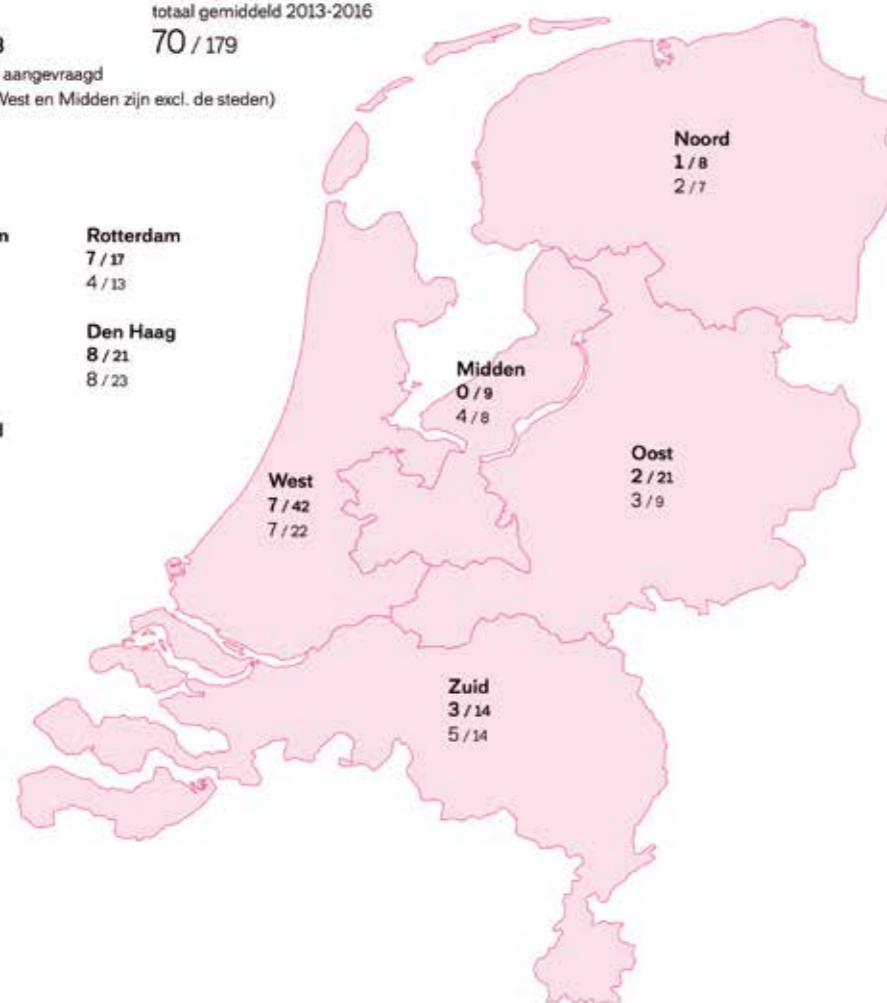 totaal gemiddeld 2013-2016
70 / 179
aangevraagd
West en Midden zijn excl. de steden)
Noord
1 / 8
2 / 7
Rotterdam
7 / 17
4 / 13
Den Haag
8 / 21
8 / 23
Midden
0 / 9
4 / 8
Oost
2 / 21
3 / 9
West
7 / 42
7 / 22
Zuid
3 / 14
5 / 14